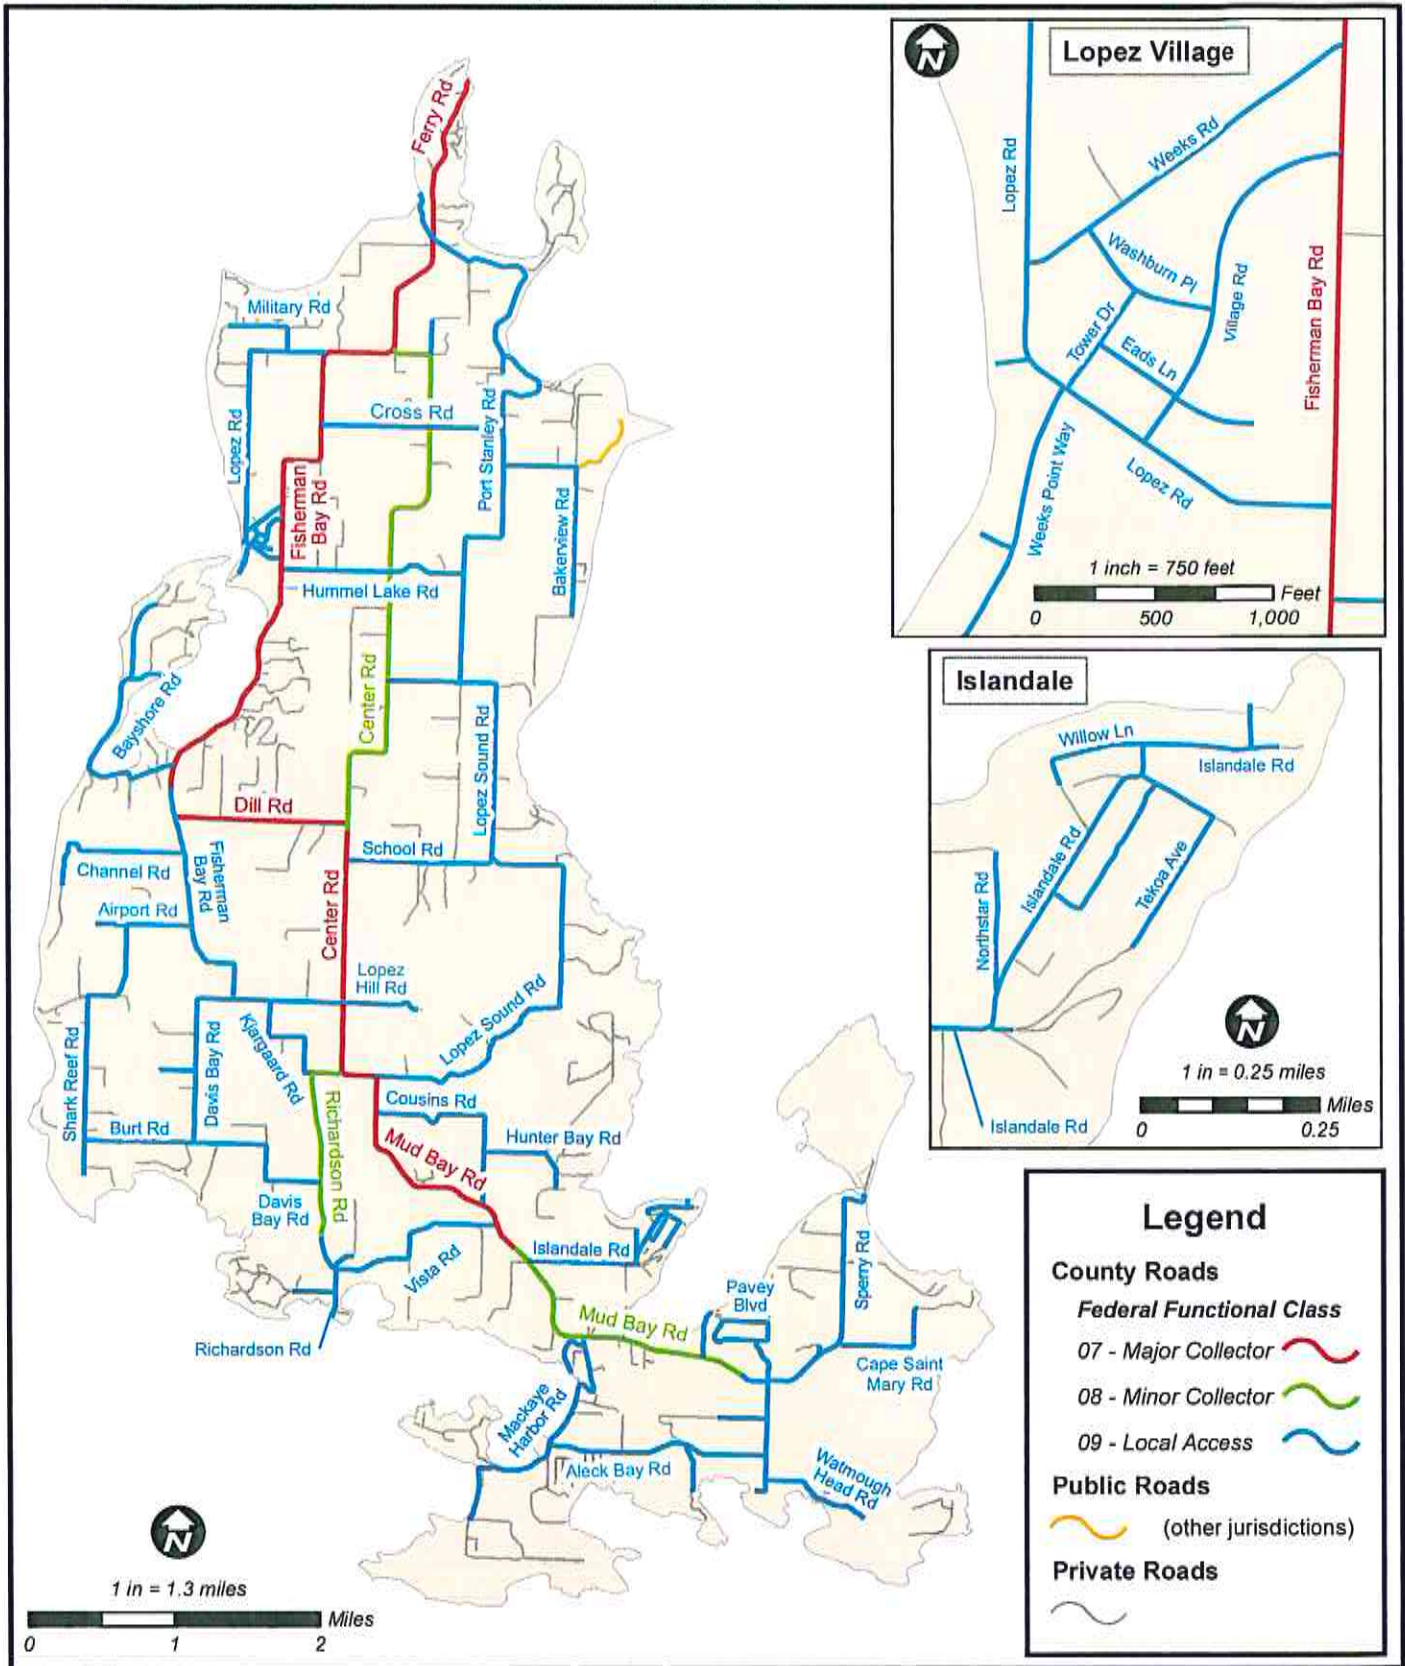 Ferry Rd
Military Rd
Lopez Rd
Cross Rd
Port Stanley Rd
Fisherman
Bay Rd
Bakerview Rd
Hummel Lake Rd
Center Rd
Bayshore Rd
Lopez Sound Rd
Dill Rd
School Rd
Channel Rd
Fisherman
Bay Rd
Airport Rd
Center Rd
Lopez
Hill Rd
Lopez Sound Rd
Kjargaard Rd
Shark Reef Rd
Davis Bay Rd
Cousins Rd
Burt Rd
Richardson Rd
Hunter Bay Rd
Mud Bay Rd
Davis
Bay Rd
Islandale Rd
Vista Rd
Sperry Rd
Pavey
Blvd
Mud Bay Rd
Richardson Rd
Cape Saint
Mary Rd
Mackaye
Harbor Rd
Aleck Bay Rd
Watmough
Head Rd
N
1 in = 1.3 miles
Miles
0 1 2
N
Lopez Village
Lopez Rd
Weeks Rd
Washburn Pl
Village Rd
Fisherman Bay Rd
Tower Dr
Eads Ln
Weeks Point Way
Lopez Rd
1 inch = 750 feet
Feet
0 500 1,000
Islandale
Willow Ln
Islandale Rd
Islandale Rd
Tekoa Ave
Northstar Rd
N
1 in = 0.25 miles
Miles
0 0.25
Islandale Rd
Legend
County Roads
Federal Functional Class
07 - Major Collector
08 - Minor Collector
09 - Local Access
Public Roads
(other jurisdictions)
Private Roads